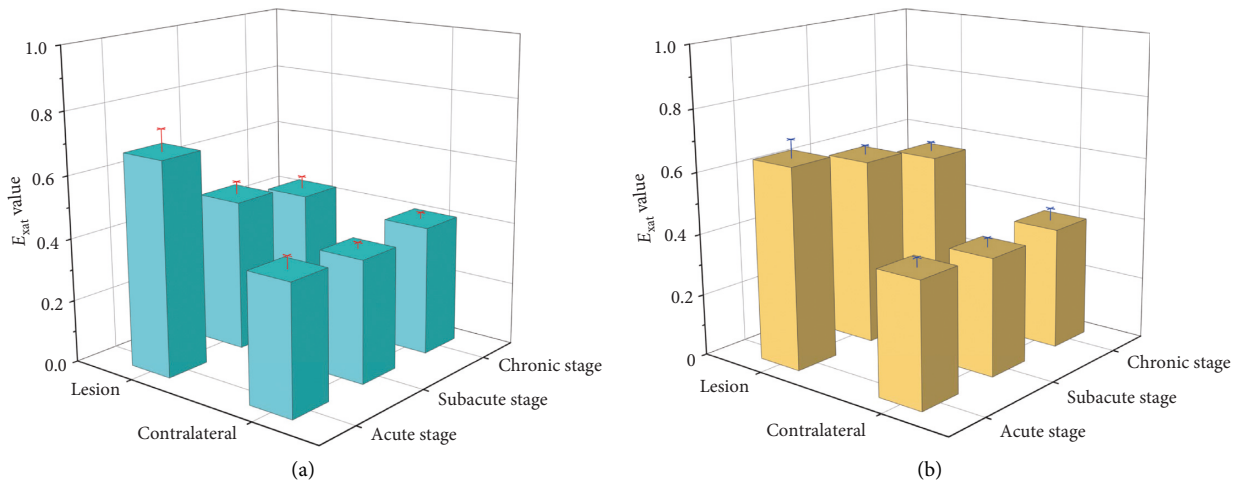 1.0
0.8
0.6
0.4
0.2
0.0
Exat value
Lesion
Contralateral
Acute stage
Subacute stage
Chronic stage
(a)
1.0
0.8
0.6
0.4
0.2
0
Exat value
Lesion
Contralateral
Acute stage
Subacute stage
Chronic stage
(b)